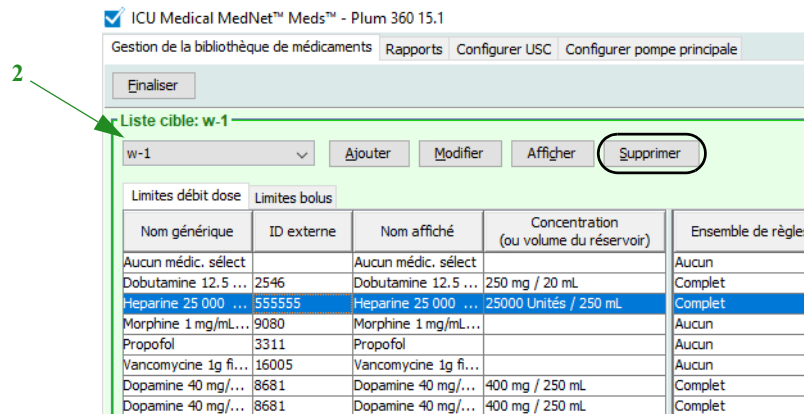 ICU Medical MedNet™ Meds™ - Plum 360 15.1
Gestion de la bibliothèque de médicaments Rapports Configurer USC Configurer pompe principale
2
Finaliser
Liste cible: w-1
w-1 Ajouter Modifier Afficher Supprimer
Limites débit dose Limites bolus
Nom générique ID externe Nom affiché Concentration (ou volume du réservoir) Ensemble de règles
Aucun médic. sélect Aucun médic. sélect Aucun
Dobutamine 12.5 ... 2546 Dobutamine 12.5 ... 250 mg / 20 mL Complet
Heparine 25 000 ... 555555 Heparine 25 000 ... 25000 Unités / 250 mL Complet
Morphine 1 mg/mL... 9080 Morphine 1 mg/mL... Aucun
Propofol 3311 Propofol Aucun
Vancomycine 1g fi... 16005 Vancomycine 1g fi... Aucun
Dopamine 40 mg/... 8681 Dopamine 40 mg/... 400 mg / 250 mL Complet
Dopamine 40 mg/... 8681 Dopamine 40 mg/... 400 mg / 250 mL Complet